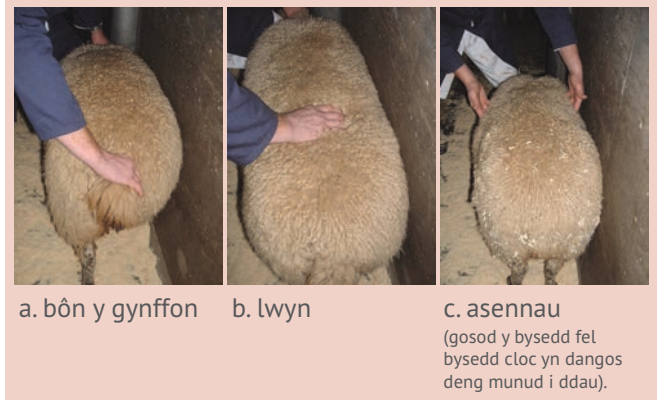 a. bôn y gynffon
b. lwyn
c. asennau
(gosod y bysedd fel
bysedd cloc yn dangos
deng munud i ddau).